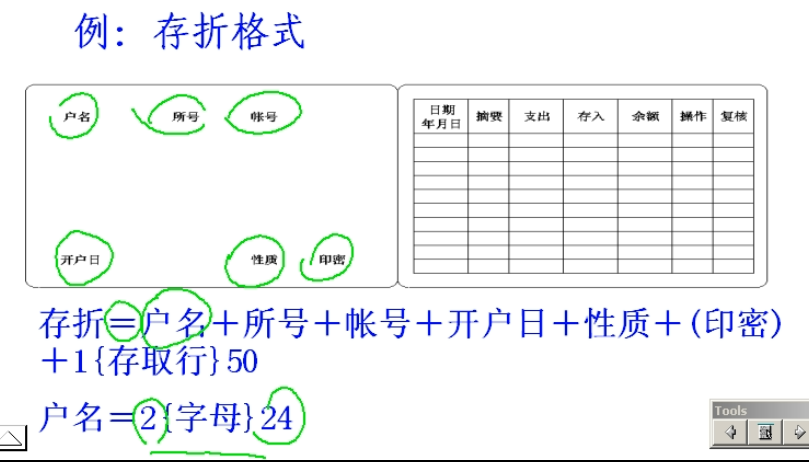 例：存折格式
户名 所号 帐号
日期
年月日 摘要 支出 存入 余额 操作 复核
开户日 性质 印密
存折＝户名＋所号＋帐号＋开户日＋性质＋(印密)
＋1{存取行}50
户名＝2{字母}24
Tools